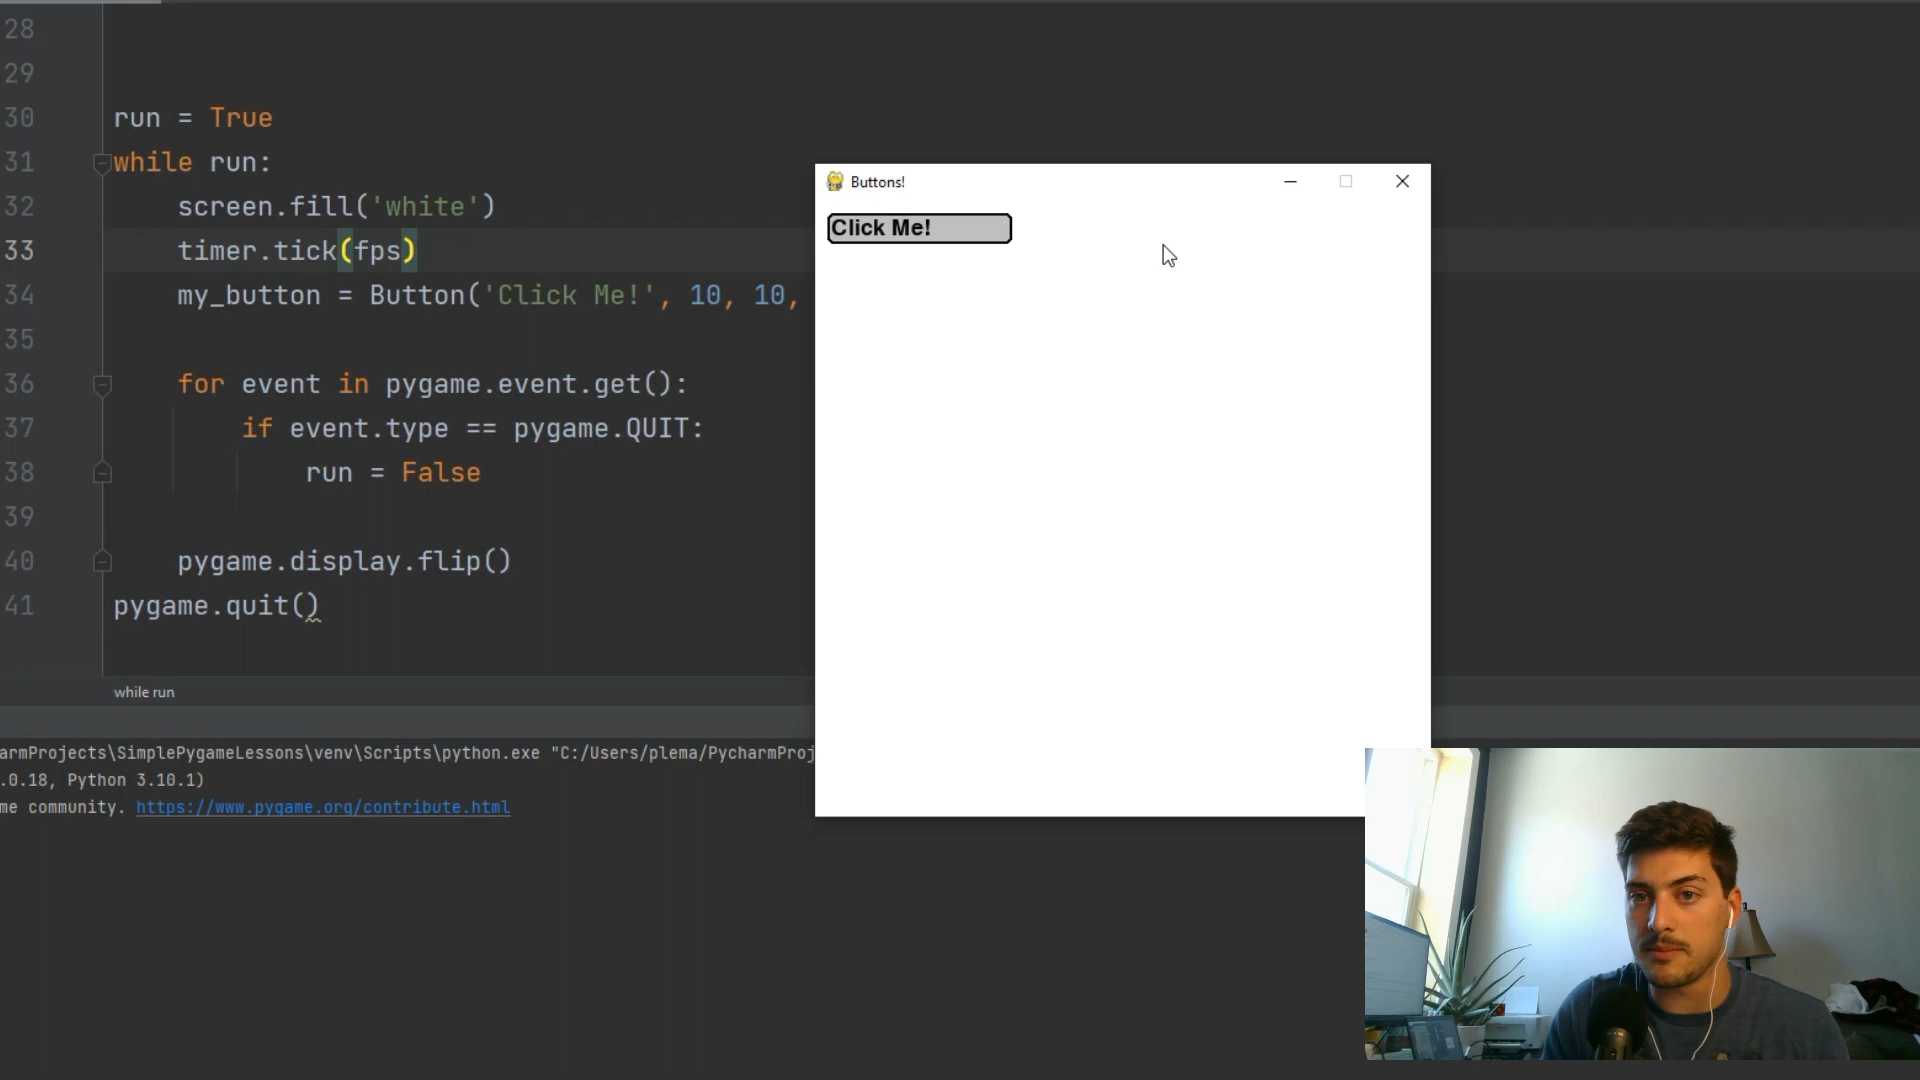 28
29
30 run = True
31 while run:
32 screen.fill('white')
33 timer.tick(fps)
34 my_button = Button('Click Me!', 10, 10,
35
36 for event in pygame.event.get():
37 if event.type == pygame.QUIT:
38 run = False
39
40 pygame.display.flip()
41 pygame.quit()
while run
Buttons!
Click Me!
armProjects\SimplePygameLessons\venv\Scripts\python.exe "C:/Users/plema/PycharmProj
.0.18, Python 3.10.1)
me community. https://www.pygame.org/contribute.html